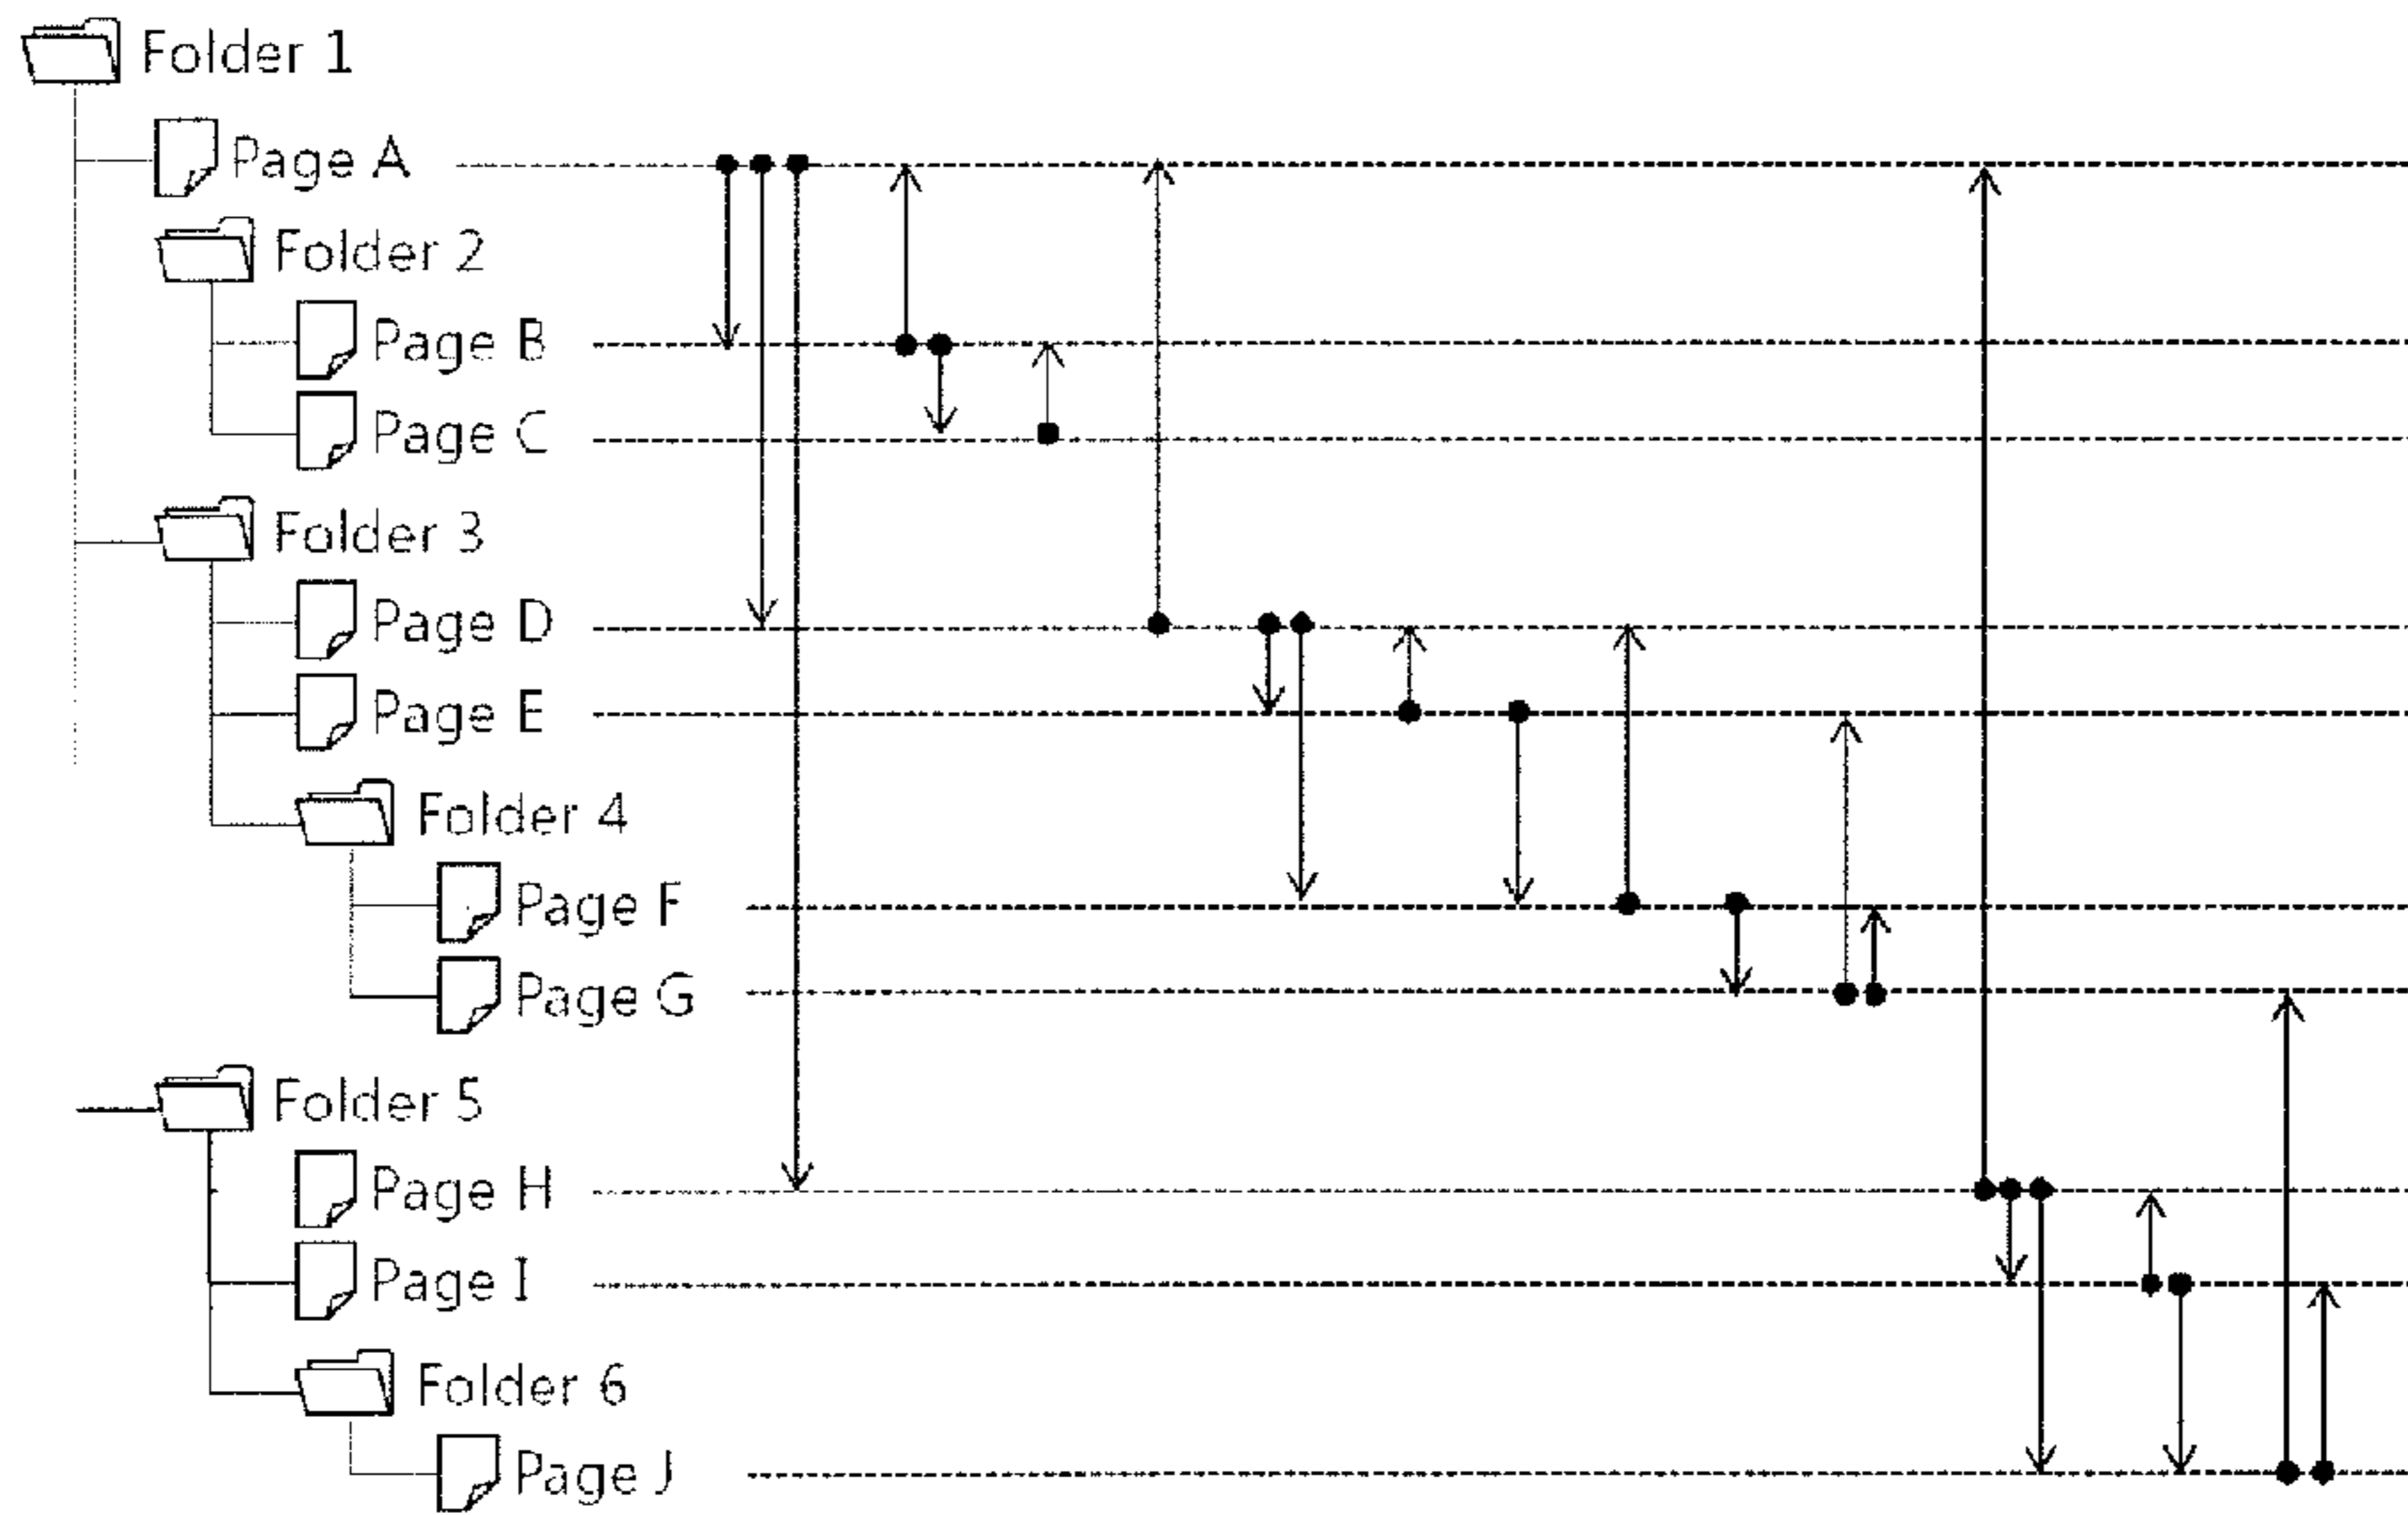 Folder 1
Page A
Folder 2
Page B
Page C
Folder 3
Page D
Page E
Folder 4
Page F
Page G
Folder 5
Page H
Page I
Folder 6
Page J